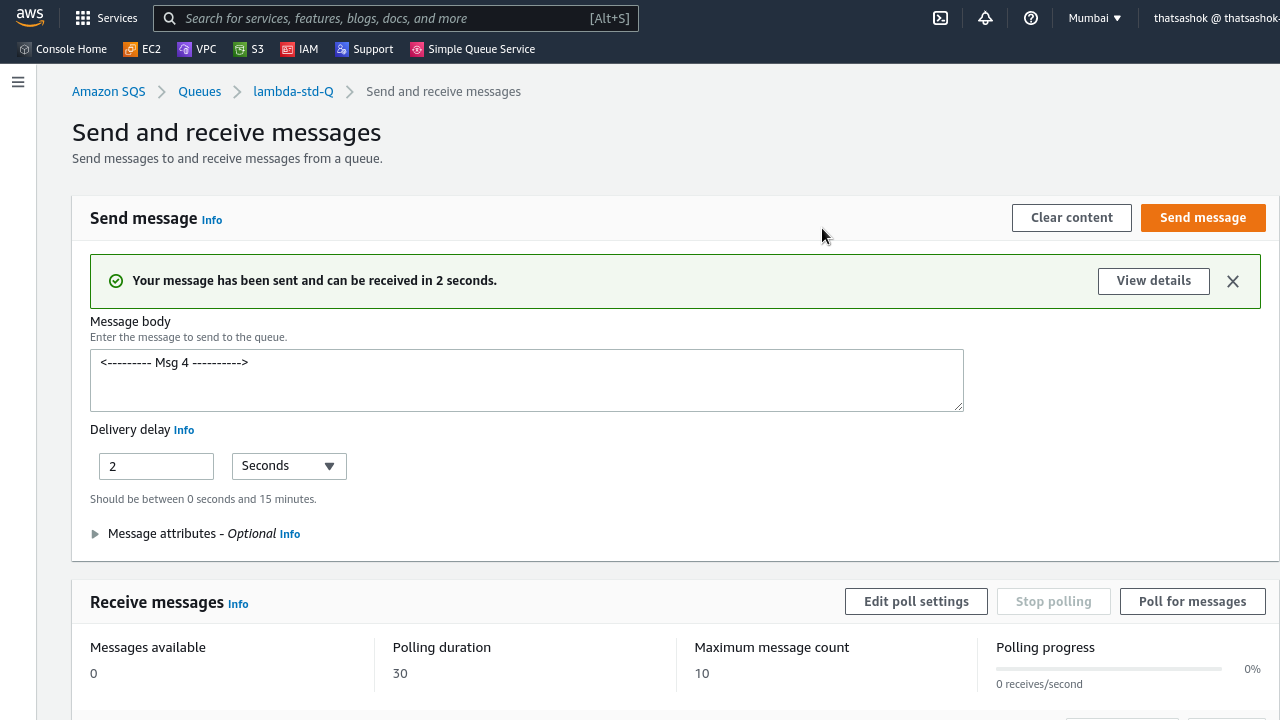 aws
Services
Search for services, features, blogs, docs, and more
[Alt+S]
Mumbai
thatsashok @ thatsashok-
Console Home
EC2
VPC
S3
IAM
Support
Simple Queue Service
Amazon SQS
Queues
lambda-std-Q
Send and receive messages
Send and receive messages
Send messages to and receive messages from a queue.
Send message Info
Clear content
Send message
Your message has been sent and can be received in 2 seconds.
View details
Message body
Enter the message to send to the queue.
<--------- Msg 4 ---------->
Delivery delay Info
2
Seconds
Should be between 0 seconds and 15 minutes.
Message attributes - Optional Info
Receive messages Info
Edit poll settings
Stop polling
Poll for messages
Messages available
0
Polling duration
30
Maximum message count
10
Polling progress
0%
0 receives/second